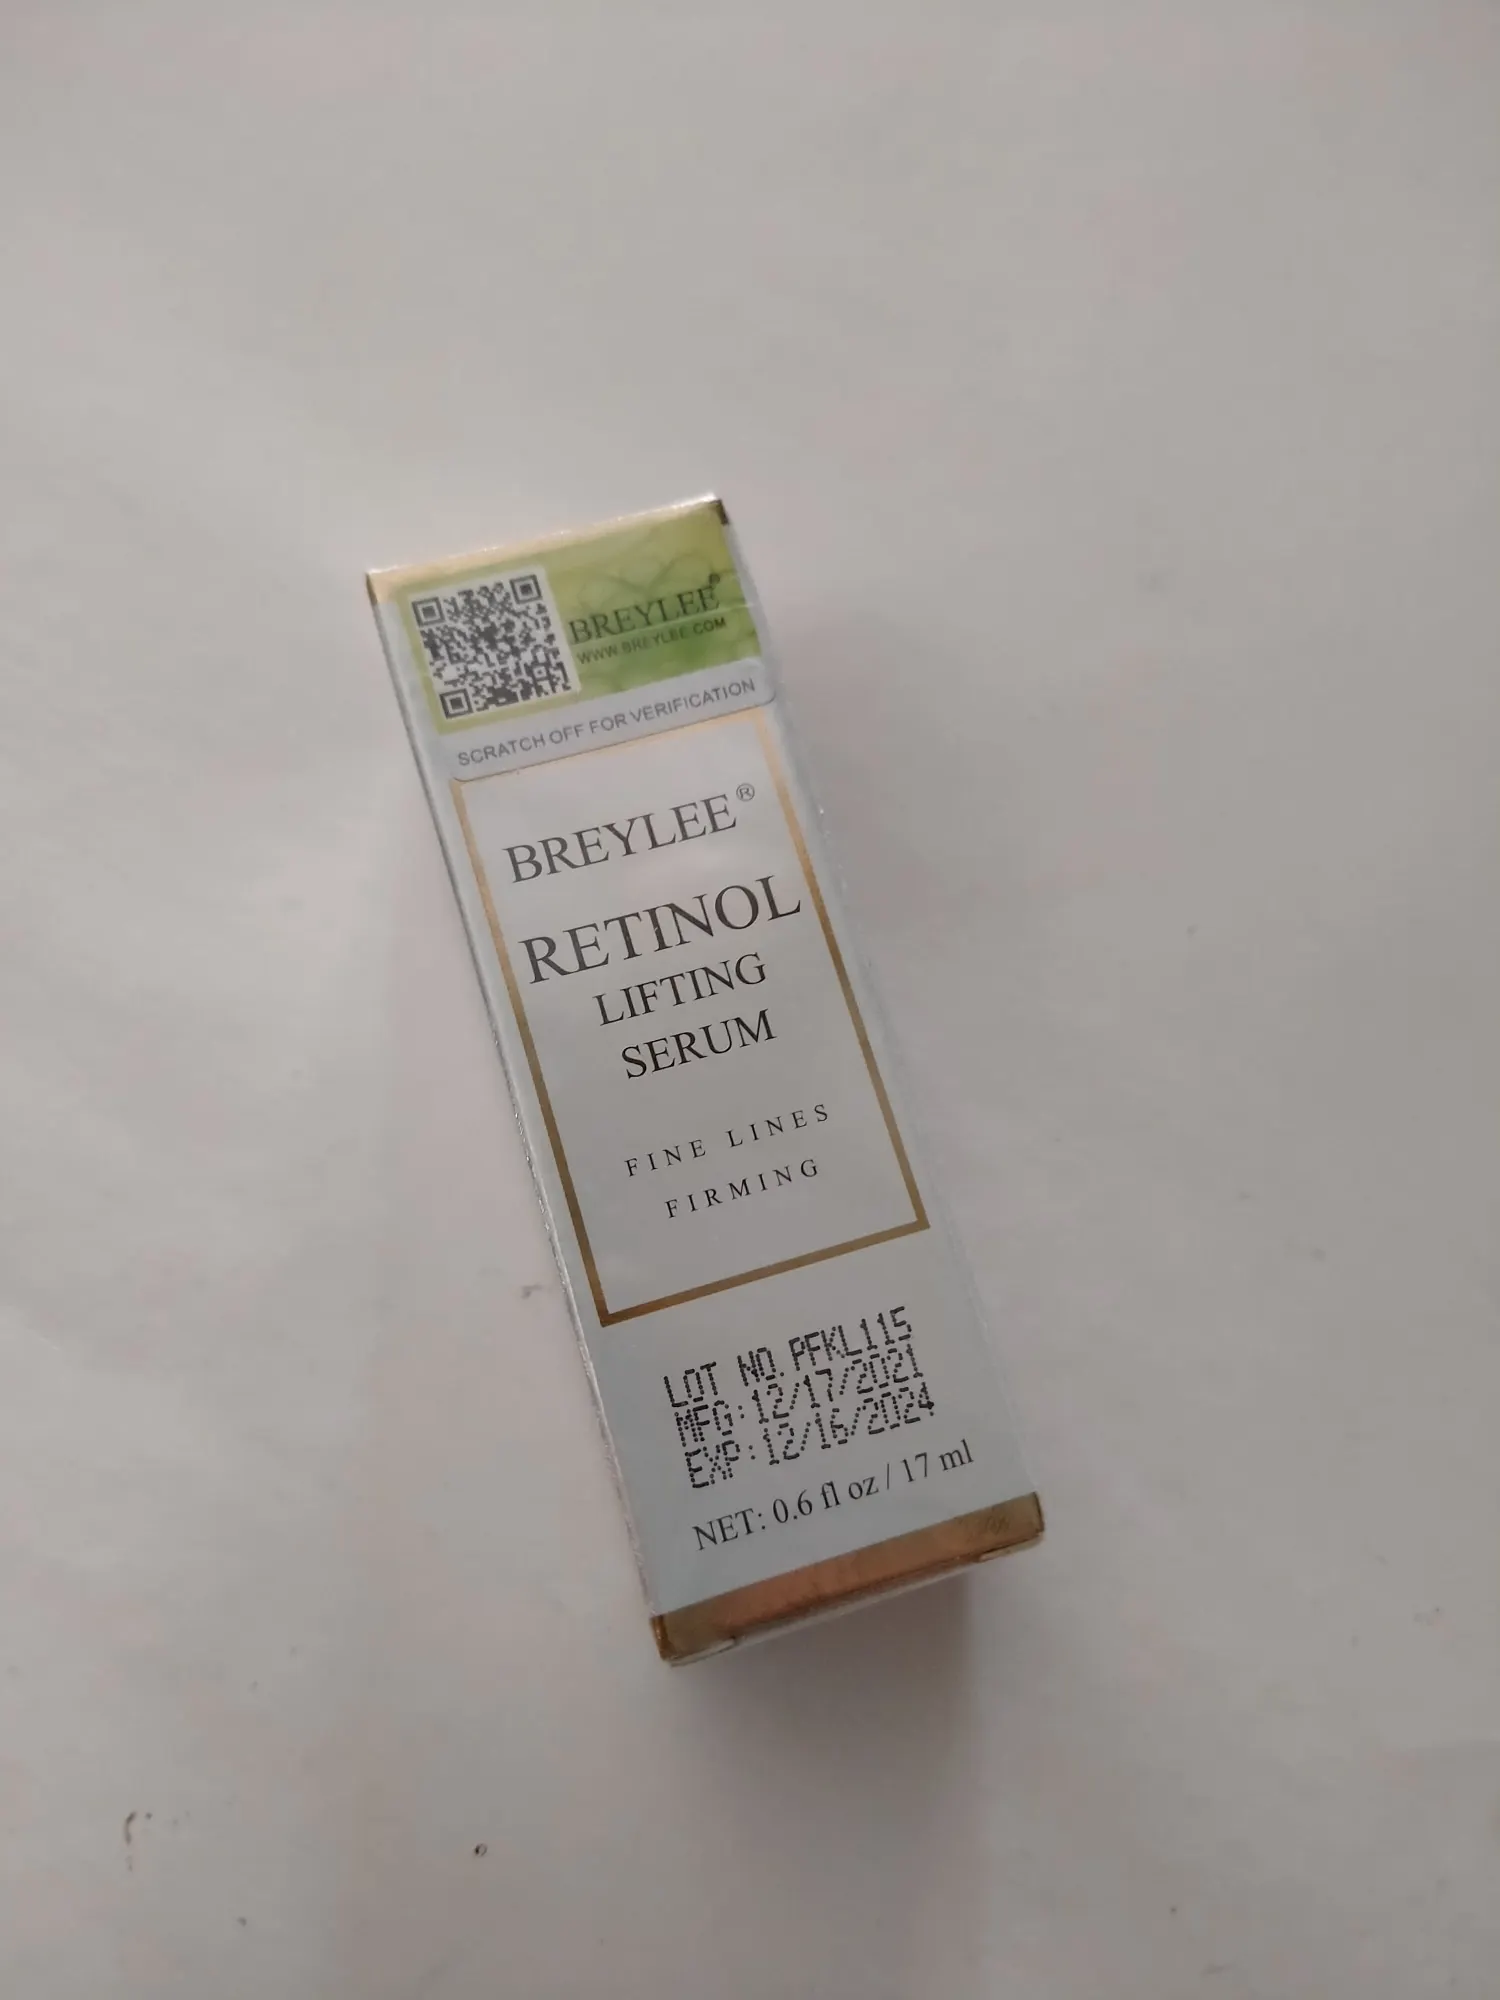 BREYLEE®
WWW.BREYLEE.COM
SCRATCH OFF FOR VERIFICATION
BREYLEE®
RETINOL
LIFTING
SERUM
FINE LINES
FIRMING
LOT NO. PFKL115
MFG:12/17/2021
EXP:12/16/2024
NET: 0.6 fl oz / 17 ml